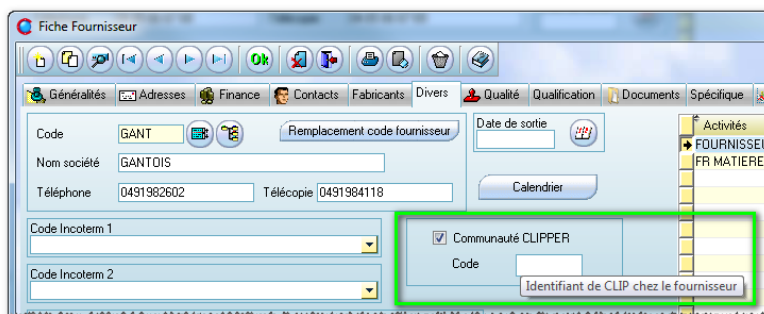 Fiche Fournisseur
Ok
Généralités Adresses Finance Contacts Fabricants Divers Qualité Qualification Documents Spécifique
Code GANT Remplacement code fournisseur Date de sortie Activités
FOURNISSEU
Nom société GANTOIS FR MATIERE
Téléphone 0491982602 Télécopie 0491984118 Calendrier
Code Incoterm 1
Communauté CLIPPER
Code
Code Incoterm 2
Identifiant de CLIP chez le fournisseur